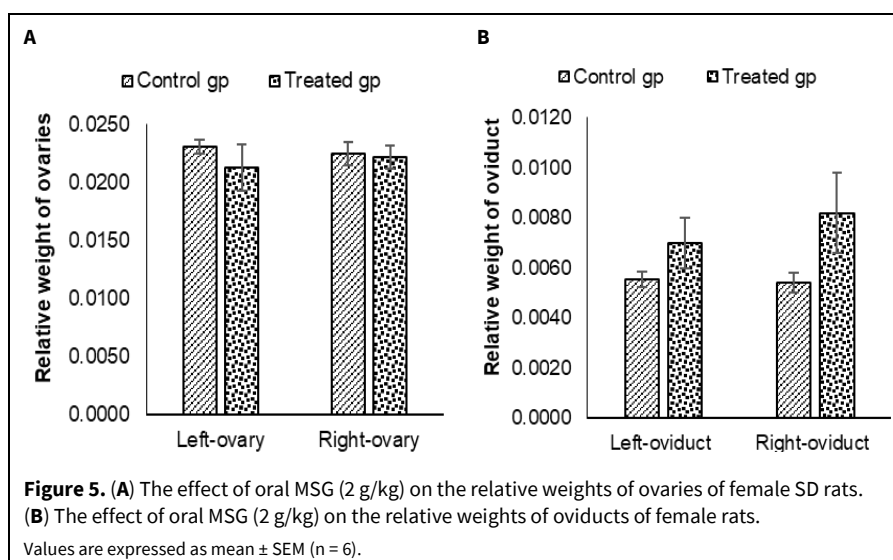 A
Control gp Treated gp
Relative weight of ovaries
0.0250
0.0200
0.0150
0.0100
0.0050
0.0000
Left-ovary Right-ovary
B
Control gp Treated gp
Relative weight of oviduct
0.0120
0.0100
0.0080
0.0060
0.0040
0.0020
0.0000
Left-oviduct Right-oviduct
Figure 5. (A) The effect of oral MSG (2 g/kg) on the relative weights of ovaries of female SD rats.
(B) The effect of oral MSG (2 g/kg) on the relative weights of oviducts of female rats.
Values are expressed as mean ± SEM (n = 6).